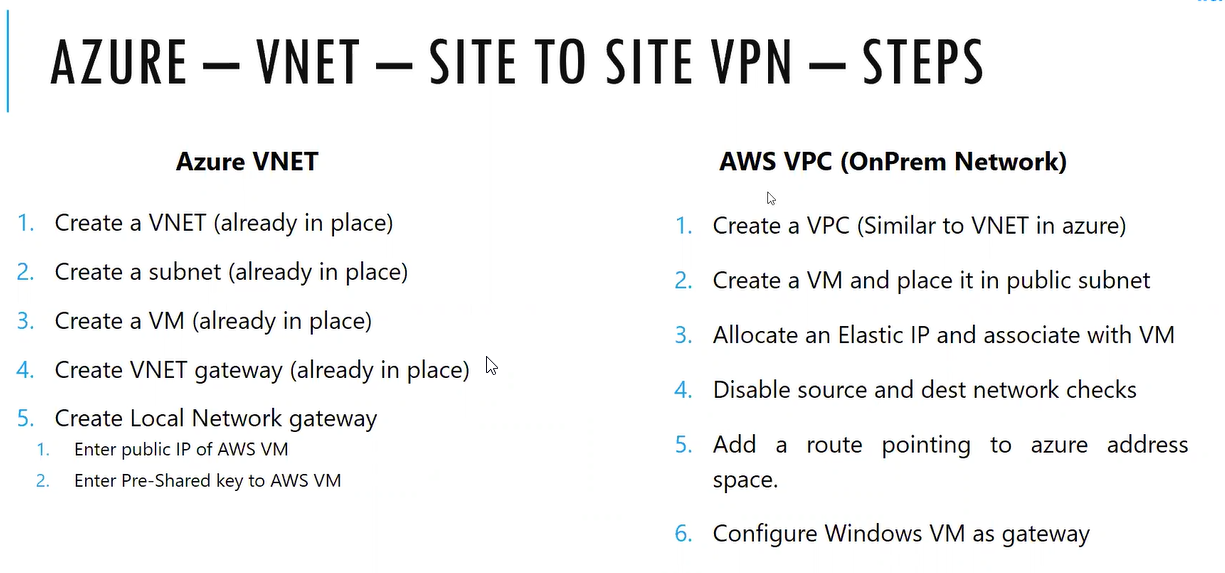 AZURE – VNET – SITE TO SITE VPN – STEPS
Azure VNET
1. Create a VNET (already in place)
2. Create a subnet (already in place)
3. Create a VM (already in place)
4. Create VNET gateway (already in place)
5. Create Local Network gateway
1. Enter public IP of AWS VM
2. Enter Pre-Shared key to AWS VM
AWS VPC (OnPrem Network)
1. Create a VPC (Similar to VNET in azure)
2. Create a VM and place it in public subnet
3. Allocate an Elastic IP and associate with VM
4. Disable source and dest network checks
5. Add a route pointing to azure address
space.
6. Configure Windows VM as gateway